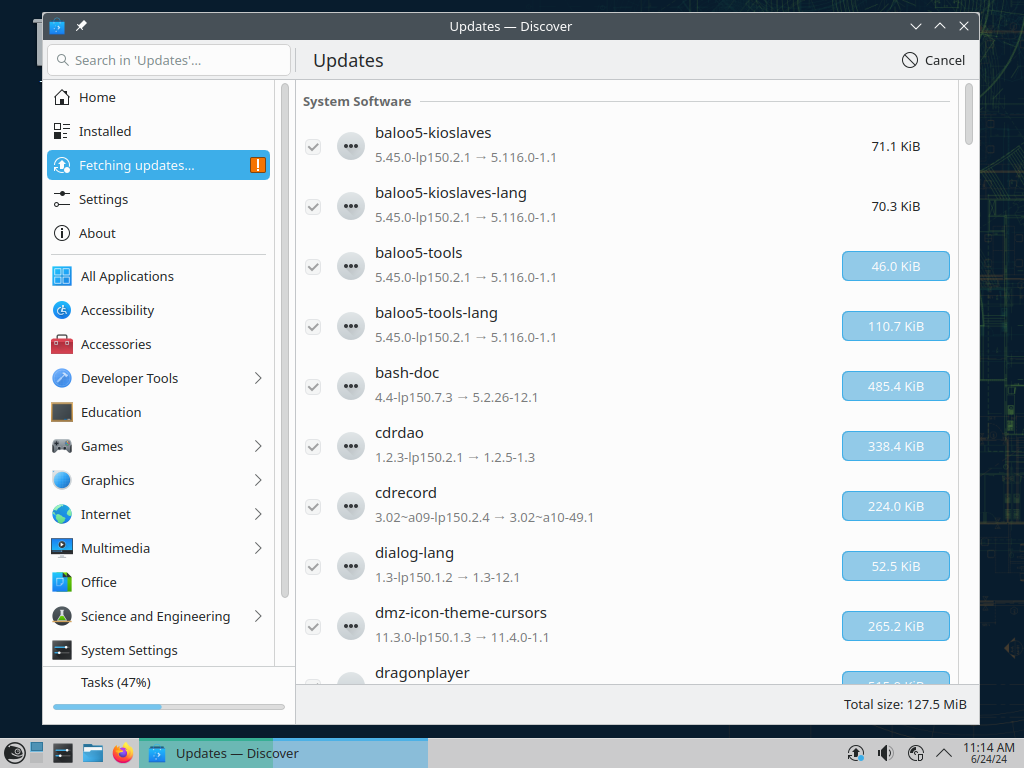 Updates — Discover
Search in 'Updates'...
Updates
Cancel
Home
Installed
Fetching updates...
Settings
About
All Applications
Accessibility
Accessories
Developer Tools
Education
Games
Graphics
Internet
Multimedia
Office
Science and Engineering
System Settings
Tasks (47%)
System Software
baloo5-kioslaves
5.45.0-lp150.2.1 → 5.116.0-1.1
71.1 KiB
baloo5-kioslaves-lang
5.45.0-lp150.2.1 → 5.116.0-1.1
70.3 KiB
baloo5-tools
5.45.0-lp150.2.1 → 5.116.0-1.1
46.0 KiB
baloo5-tools-lang
5.45.0-lp150.2.1 → 5.116.0-1.1
110.7 KiB
bash-doc
4.4-lp150.7.3 → 5.2.26-12.1
485.4 KiB
cdrdao
1.2.3-lp150.2.1 → 1.2.5-1.3
338.4 KiB
cdrecord
3.02~a09-lp150.2.4 → 3.02~a10-49.1
224.0 KiB
dialog-lang
1.3-lp150.1.2 → 1.3-12.1
52.5 KiB
dmz-icon-theme-cursors
11.3.0-lp150.1.3 → 11.4.0-1.1
265.2 KiB
dragonplayer
Total size: 127.5 MiB
Updates — Discover
11:14 AM
6/24/24